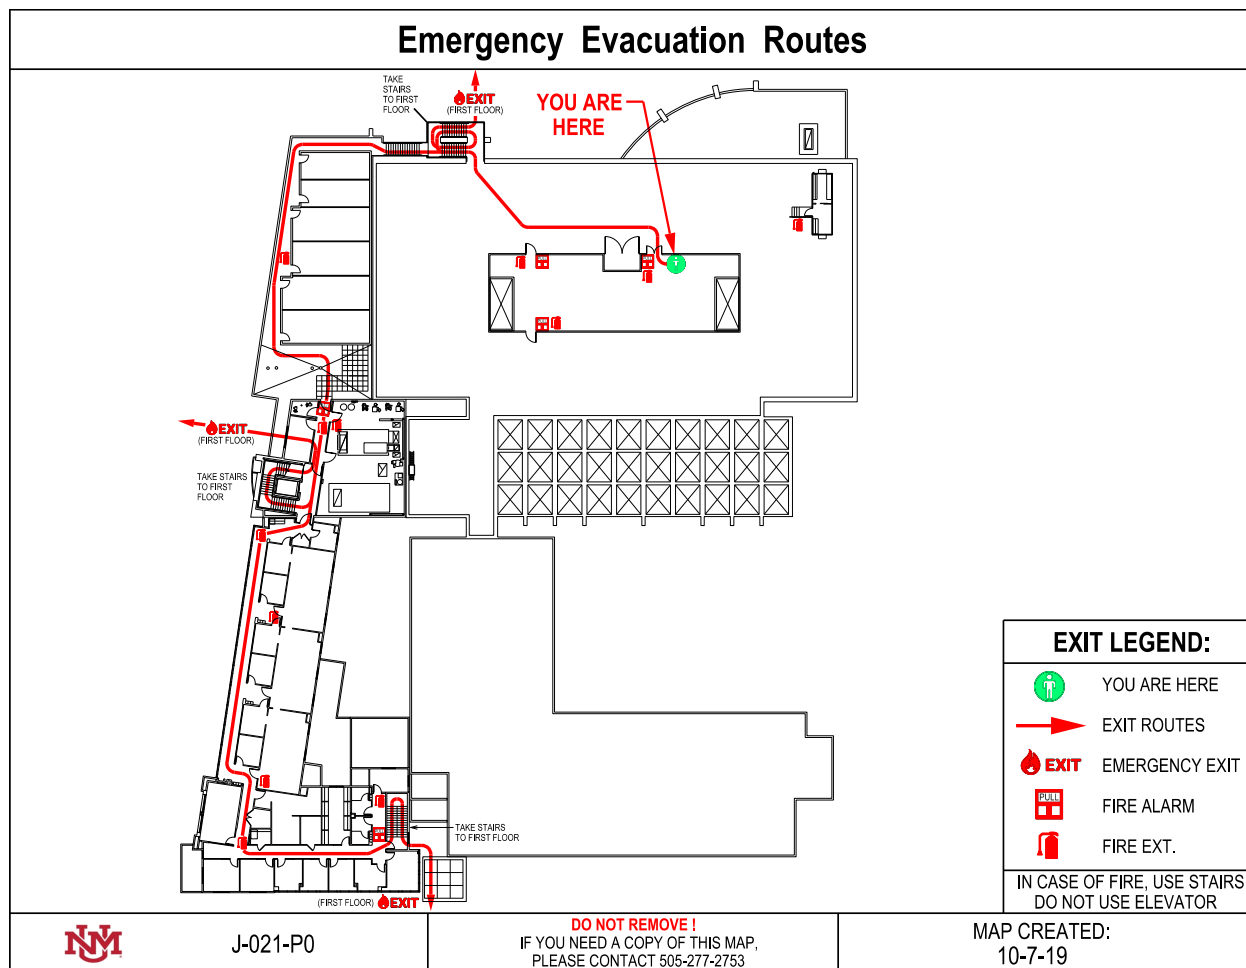 Emergency Evacuation Routes
TAKE
STAIRS
TO FIRST
FLOOR
EXIT
(FIRST FLOOR)
YOU ARE
HERE
EXIT
(FIRST FLOOR)
TAKE STAIRS
TO FIRST
FLOOR
TAKE STAIRS
TO FIRST FLOOR
(FIRST FLOOR) EXIT
EXIT LEGEND:
YOU ARE HERE
EXIT ROUTES
EXIT EMERGENCY EXIT
PULL
FIRE ALARM
FIRE EXT.
IN CASE OF FIRE, USE STAIRS
DO NOT USE ELEVATOR
NM
J-021-P0
DO NOT REMOVE !
IF YOU NEED A COPY OF THIS MAP,
PLEASE CONTACT 505-277-2753
MAP CREATED:
10-7-19